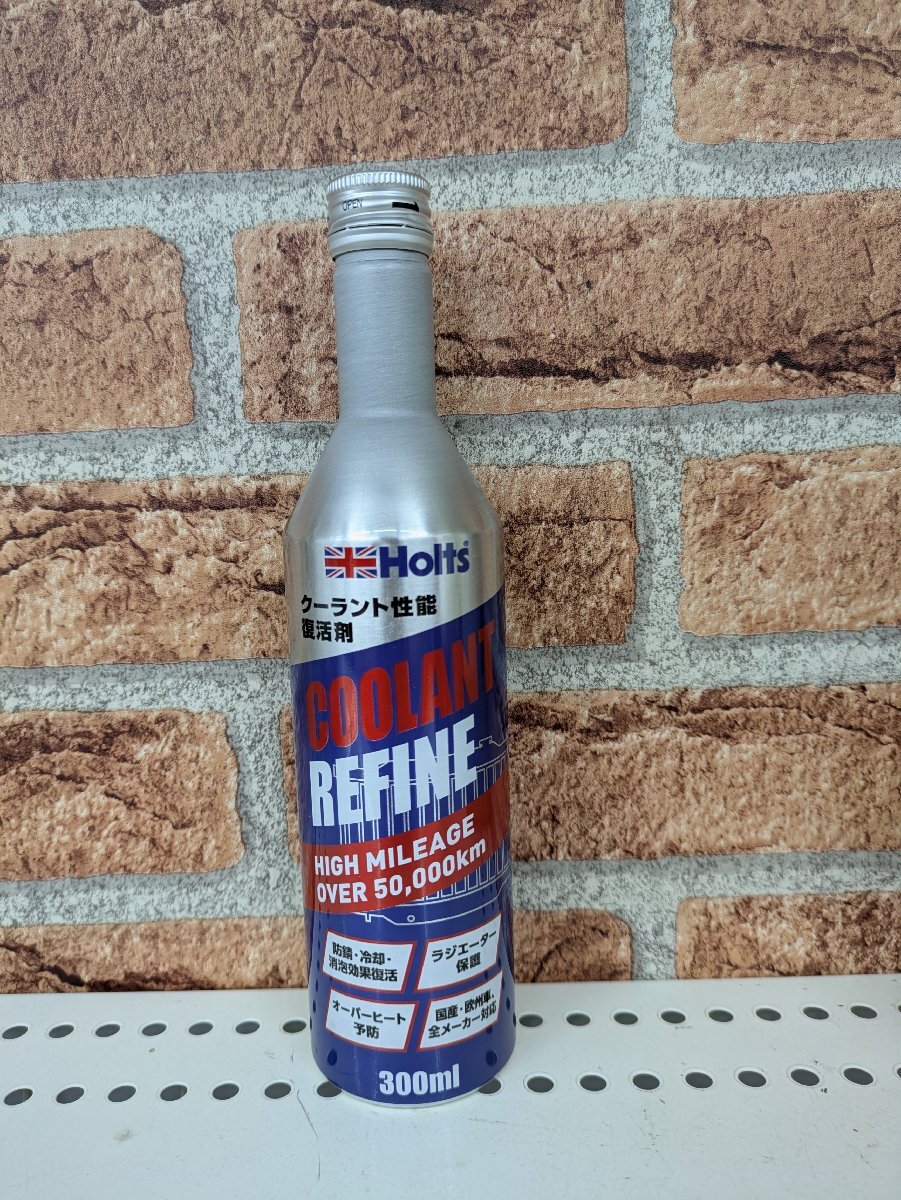 OPEN
Holts®
クーラント性能
復活剤
COOLANT
REFINE
HIGH MILEAGE
OVER 50,000km
防錆・冷却・
消泡効果復活
ラジエーター
保護
オーバーヒート
予防
国産・欧州車、
全メーカー対応
300ml